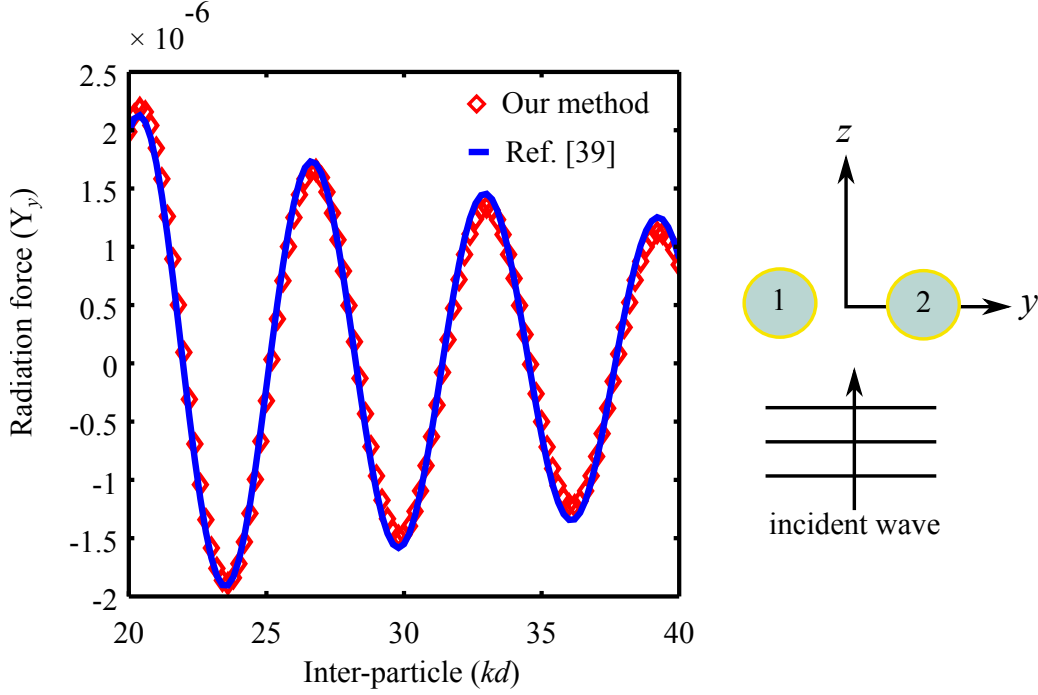 × 10^-6
2.5
2
1.5
1
0.5
0
-0.5
-1
-1.5
-2
20
25
30
35
40
Radiation force (Y_y)
Inter-particle (kd)
Our method
Ref. [39]
z
1
2
y
incident wave